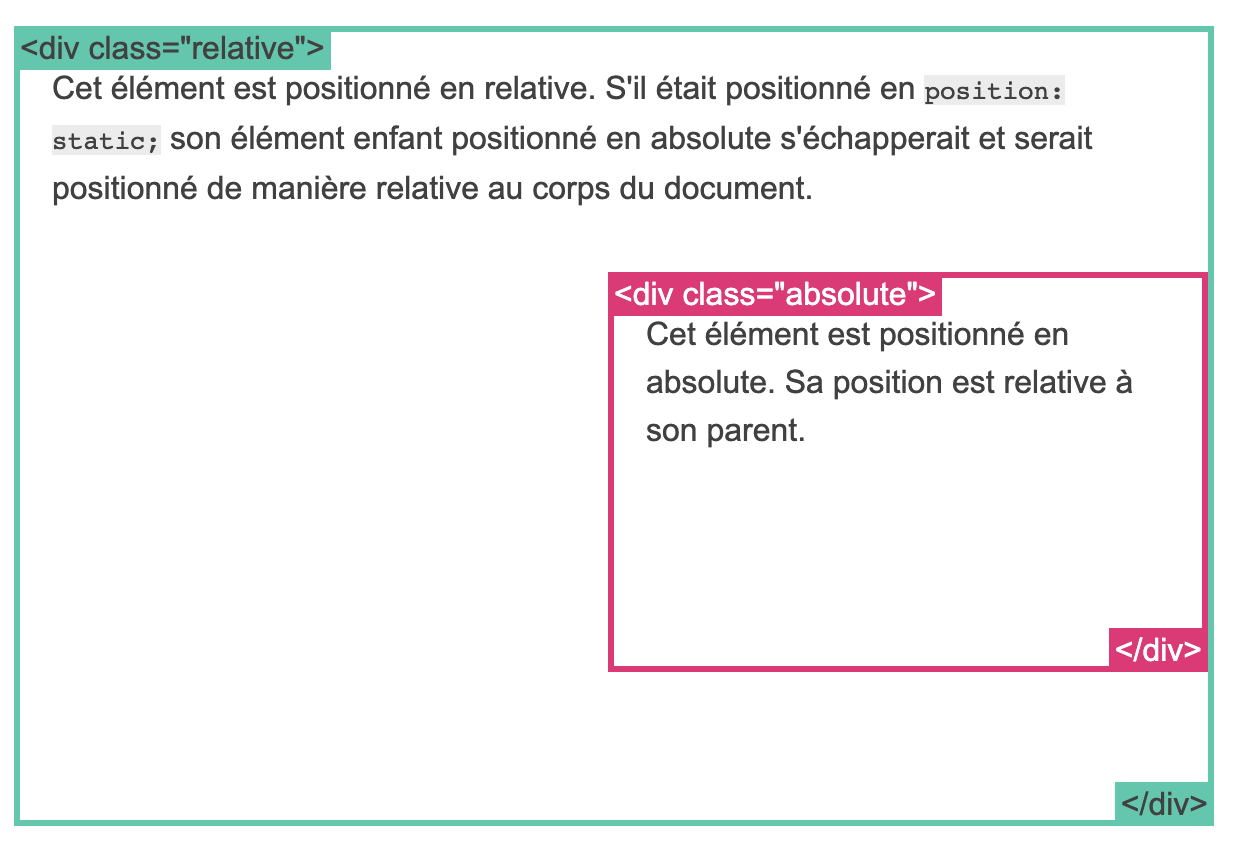 <div class="relative">
Cet élément est positionné en relative. S'il était positionné en position:
static; son élément enfant positionné en absolute s'échapperait et serait
positionné de manière relative au corps du document.
<div class="absolute">
Cet élément est positionné en
absolute. Sa position est relative à
son parent.
</div>
</div>